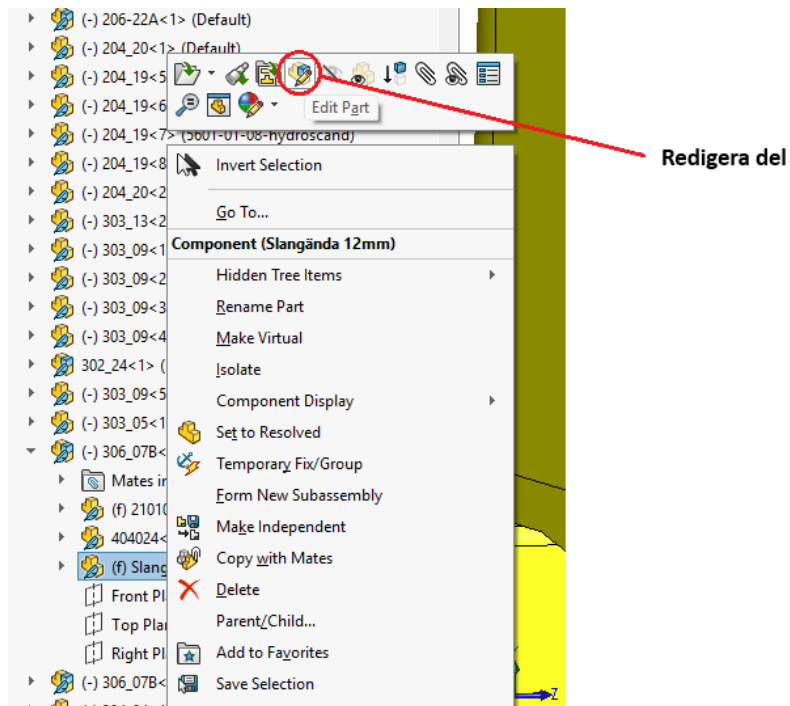 (-) 206-22A<1> (Default)
(-) 204_20<1> (Default)
(-) 204_19<5
(-) 204_19<6
Edit Part
(-) 204_19<7> (5601-01-08-hydroscand)
Redigera del
(-) 204_19<8
Invert Selection
(-) 204_20<2
(-) 303_13<2
Go To...
(-) 303_09<1
Component (Slangända 12mm)
(-) 303_09<2
Hidden Tree Items
(-) 303_09<3
Rename Part
(-) 303_09<4
Make Virtual
302_24<1> (
Isolate
(-) 303_09<5
Component Display
(-) 303_05<1
Set to Resolved
(-) 306_07B<
Temporary Fix/Group
Mates in
Form New Subassembly
(f) 21010
Make Independent
404024<
Copy with Mates
(f) Slang
Delete
Front Pl
Parent/Child...
Top Plan
Add to Favorites
Right Pl
Save Selection
(-) 306_07B<
Z